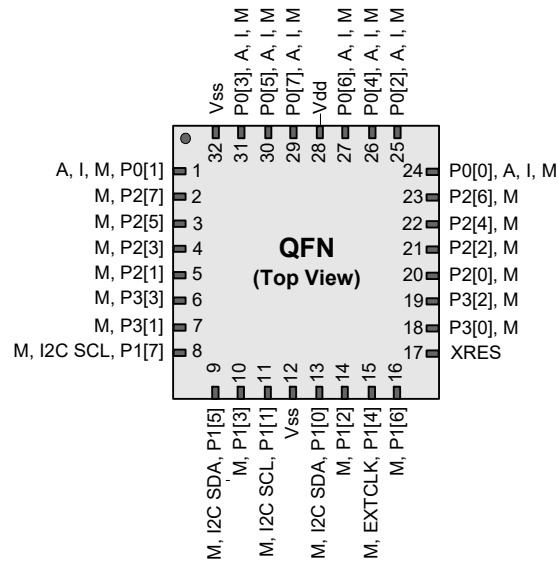 Vss
P0[3], A, I, M
P0[5], A, I, M
P0[7], A, I, M
Vdd
P0[6], A, I, M
P0[4], A, I, M
P0[2], A, I, M
32
31
30
29
28
27
26
25
A, I, M, P0[1] 1
M, P2[7] 2
M, P2[5] 3
M, P2[3] 4
M, P2[1] 5
M, P3[3] 6
M, P3[1] 7
M, I2C SCL, P1[7] 8
QFN
(Top View)
24 P0[0], A, I, M
23 P2[6], M
22 P2[4], M
21 P2[2], M
20 P2[0], M
19 P3[2], M
18 P3[0], M
17 XRES
9
10
11
12
13
14
15
16
M, I2C SDA, P1[5]
M, P1[3]
M, I2C SCL, P1[1]
Vss
M, I2C SDA, P1[0]
M, P1[2]
M, EXTCLK, P1[4]
M, P1[6]